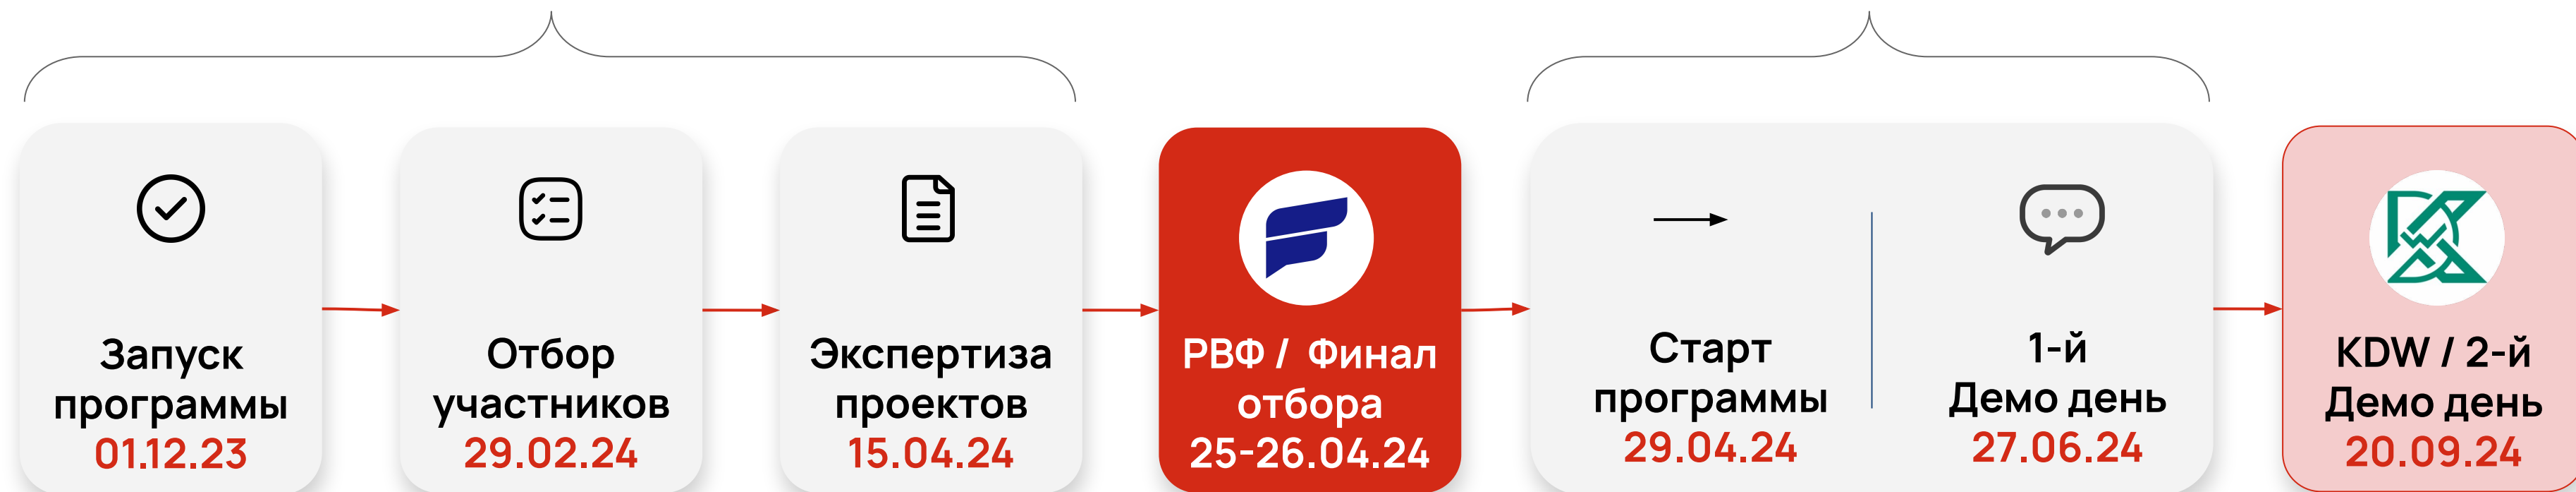 Запуск
программы
01.12.23
Отбор
участников
29.02.24
Экспертиза
проектов
15.04.24
РВФ / Финал
отбора
25-26.04.24
Старт
программы
29.04.24
1-й
Демо день
27.06.24
KDW / 2-й
Демо день
20.09.24